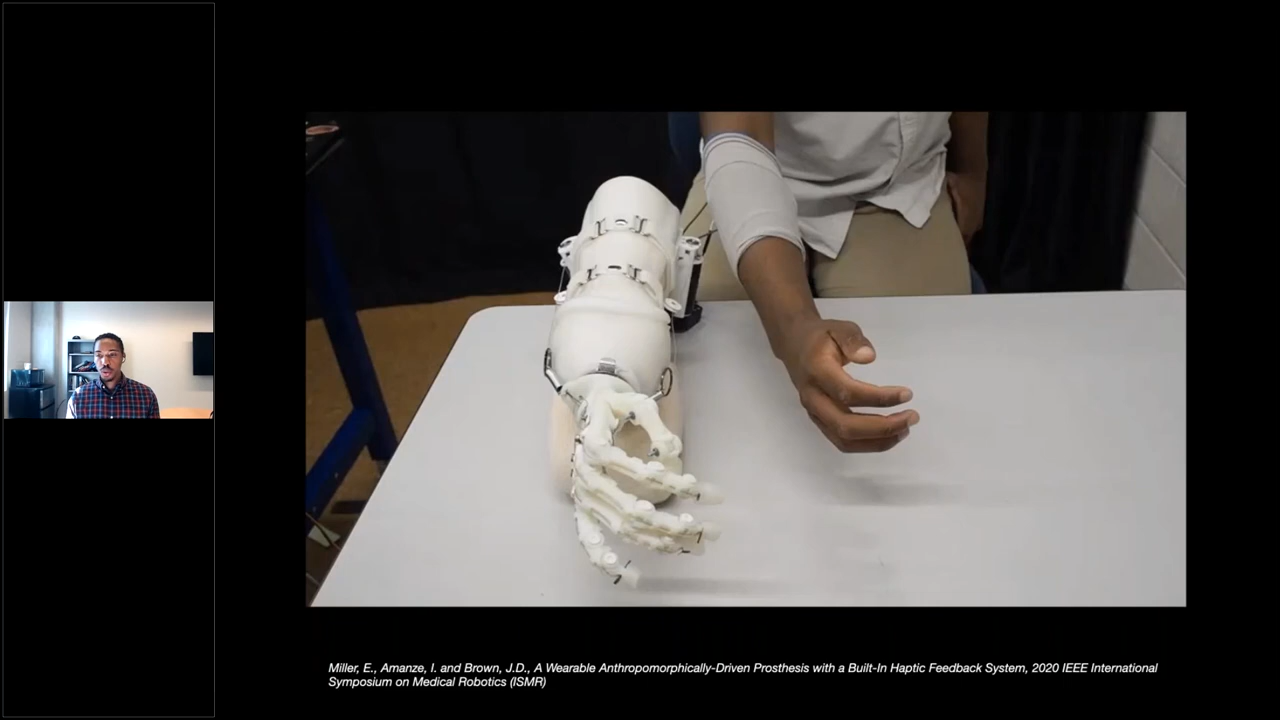 Miller, E., Amanze, I. and Brown, J.D., A Wearable Anthropomorphically-Driven Prosthesis with a Built-In Haptic Feedback System, 2020 IEEE International
Symposium on Medical Robotics (ISMR)